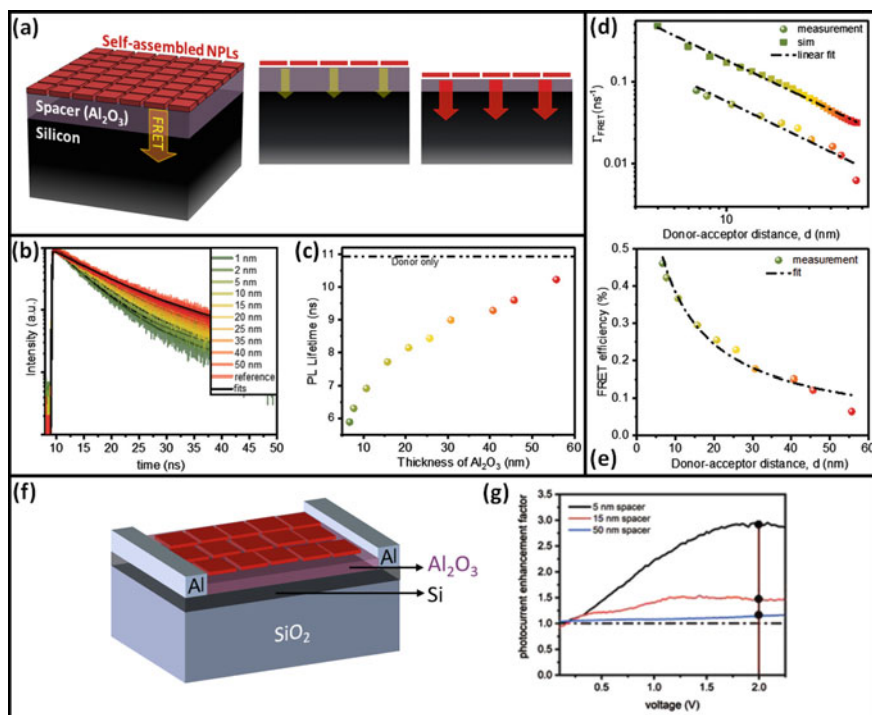 (a)
Self-assembled NPLs
Spacer (Al2O3)
FRET
Silicon
(b)
Intensity (a.u.)
1 nm
2 nm
5 nm
10 nm
15 nm
20 nm
25 nm
35 nm
40 nm
50 nm
reference
fits
10 20 30 40 50
time (ns)
(c)
PL Lifetime (ns)
11
10
9
8
7
6
Donor only
0 10 20 30 40 50 60
Thickness of Al2O3 (nm)
(d)
ΓFRET (ns-1)
0.1
0.01
measurement
sim
linear fit
10
Donor-acceptor distance, d (nm)
FRET efficiency (%)
0.5
0.4
0.3
0.2
0.1
0.0
measurement
fit
0 10 20 30 40 50 60
Donor-acceptor distance, d (nm)
(e)
(f)
Al
Al
Al2O3
Si
SiO2
(g)
photocurrent enhancement factor
3.5
3.0
2.5
2.0
1.5
1.0
0.5
0.0
5 nm spacer
15 nm spacer
50 nm spacer
0.5 1.0 1.5 2.0
voltage (V)